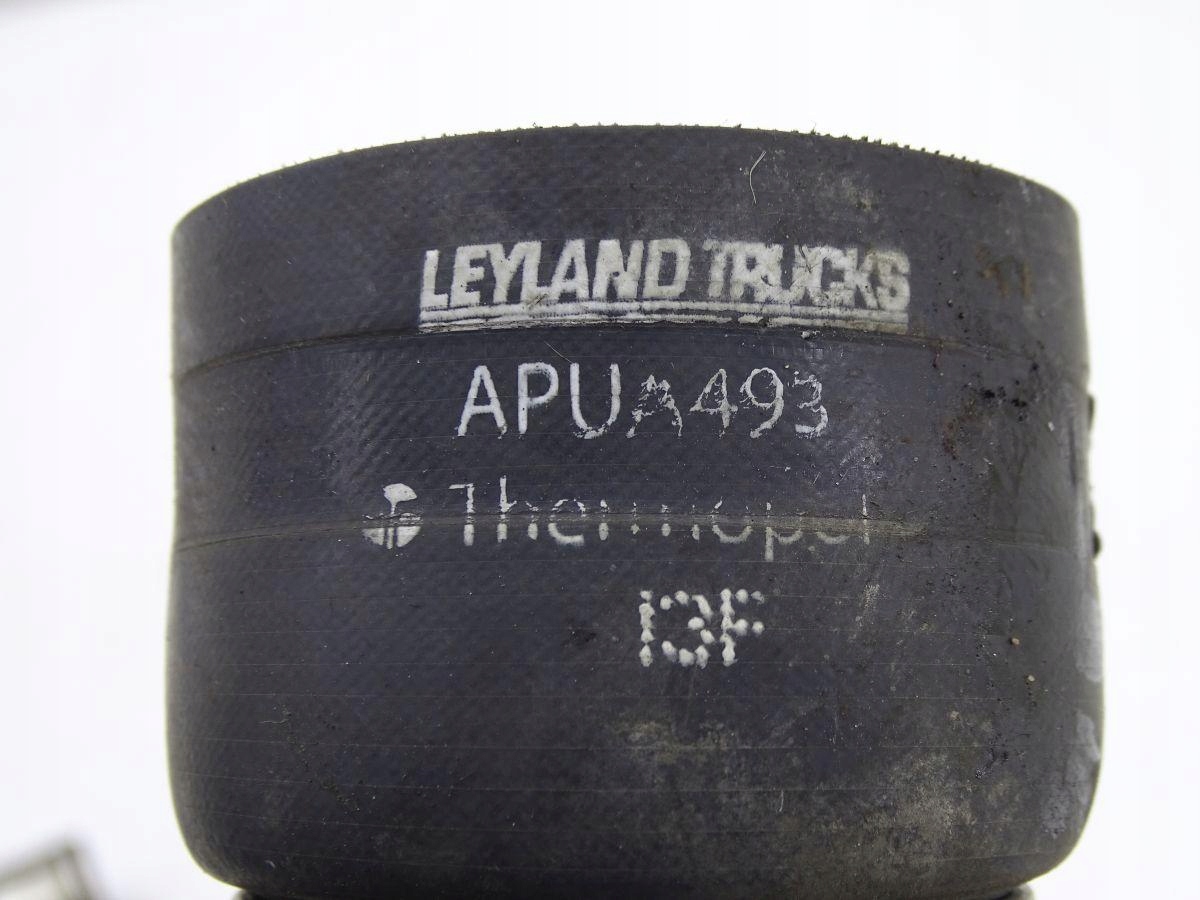 LEYLAND TRUCKS
APUA493
Thermopol
13F